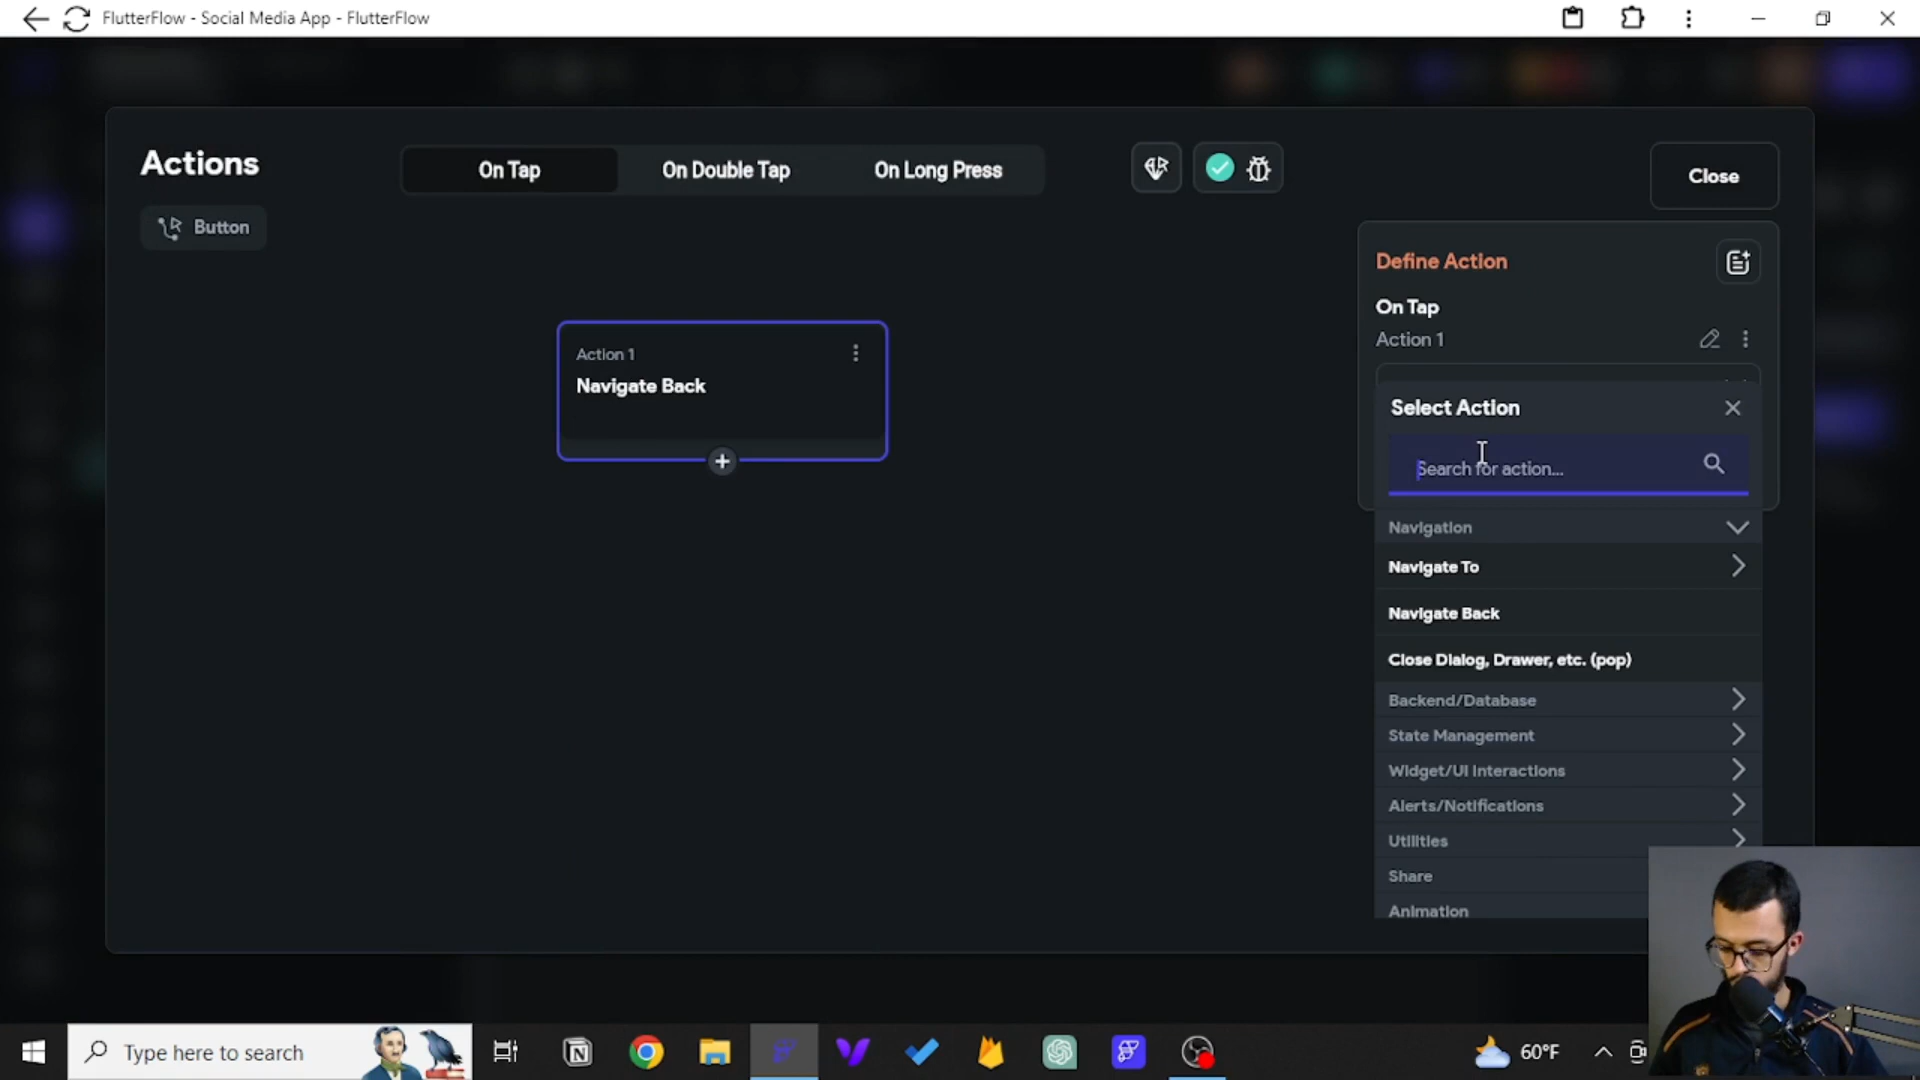 FlutterFlow - Social Media App - FlutterFlow
Actions
On Tap
On Double Tap
On Long Press
Close
Button
Define Action
On Tap
Action 1
Action 1
Navigate Back
Select Action
Search for action...
Navigation
Navigate To
Navigate Back
Close Dialog, Drawer, etc. (pop)
Backend/Database
State Management
Widget/UI Interactions
Alerts/Notifications
Utilities
Share
Animation
Type here to search
60°F